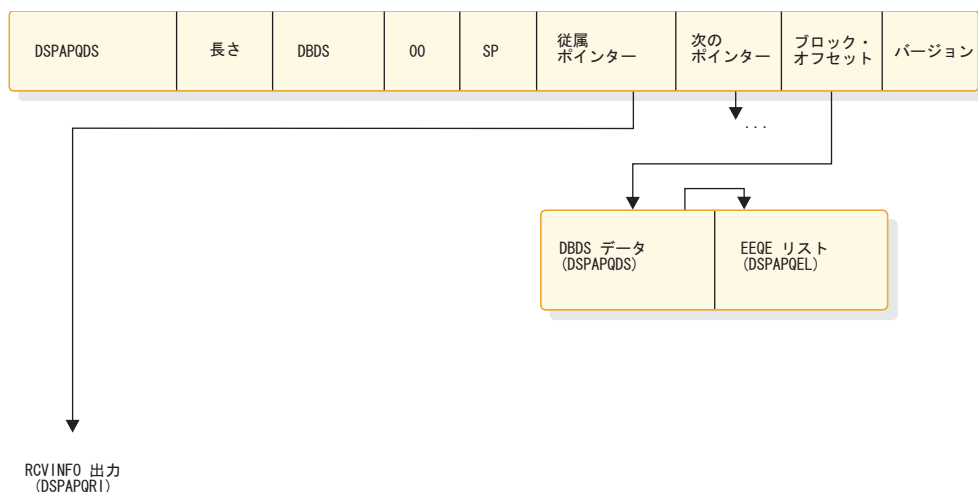 DSPAPQDS
長さ
DBDS
00
SP
従属
ポインター
次の
ポインター
ブロック・
オフセット
バージョン
...
DBDS データ
(DSPAPQDS)
EEQE リスト
(DSPAPQEL)
RCVINFO 出力
(DSPAPQRI)